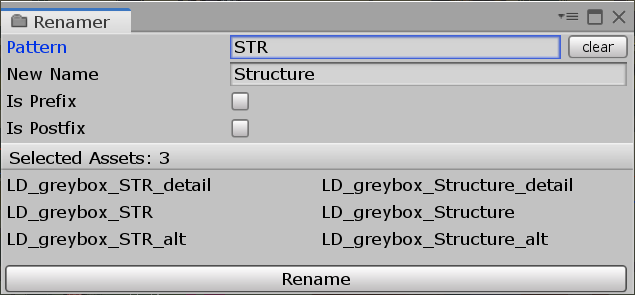 Renamer
Pattern STR clear
New Name Structure
Is Prefix
Is Postfix
Selected Assets: 3
LD_greybox_STR_detail LD_greybox_Structure_detail
LD_greybox_STR LD_greybox_Structure
LD_greybox_STR_alt LD_greybox_Structure_alt
Rename